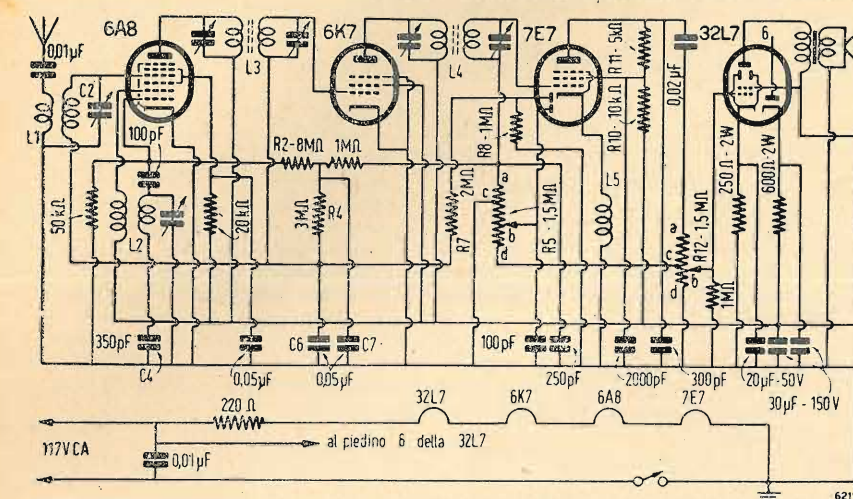 6A8
6K7
7E7
32L7
6
0,01µF
L1
C2
L3
L4
R11 - 5kΩ
R10 - 10kΩ
0,02µF
100pF
R2-8MΩ
1MΩ
R8 -1MΩ
250Ω - 2W
600Ω-2W
50kΩ
L2
20kΩ
3MΩ
R4
2MΩ
R7
a
c
b
d
R5 - 1,5MΩ
L5
a
c
b
d
R12 - 1,5MΩ
1MΩ
350pF
C4
0,05µF
C6
C7
0,05µF
100pF
250pF
2000pF
300pF
20µF-50V
30µF - 150V
220Ω
32L7
6K7
6A8
7E7
117V CA
al piedino 6 della 32L7
0,01µF
621